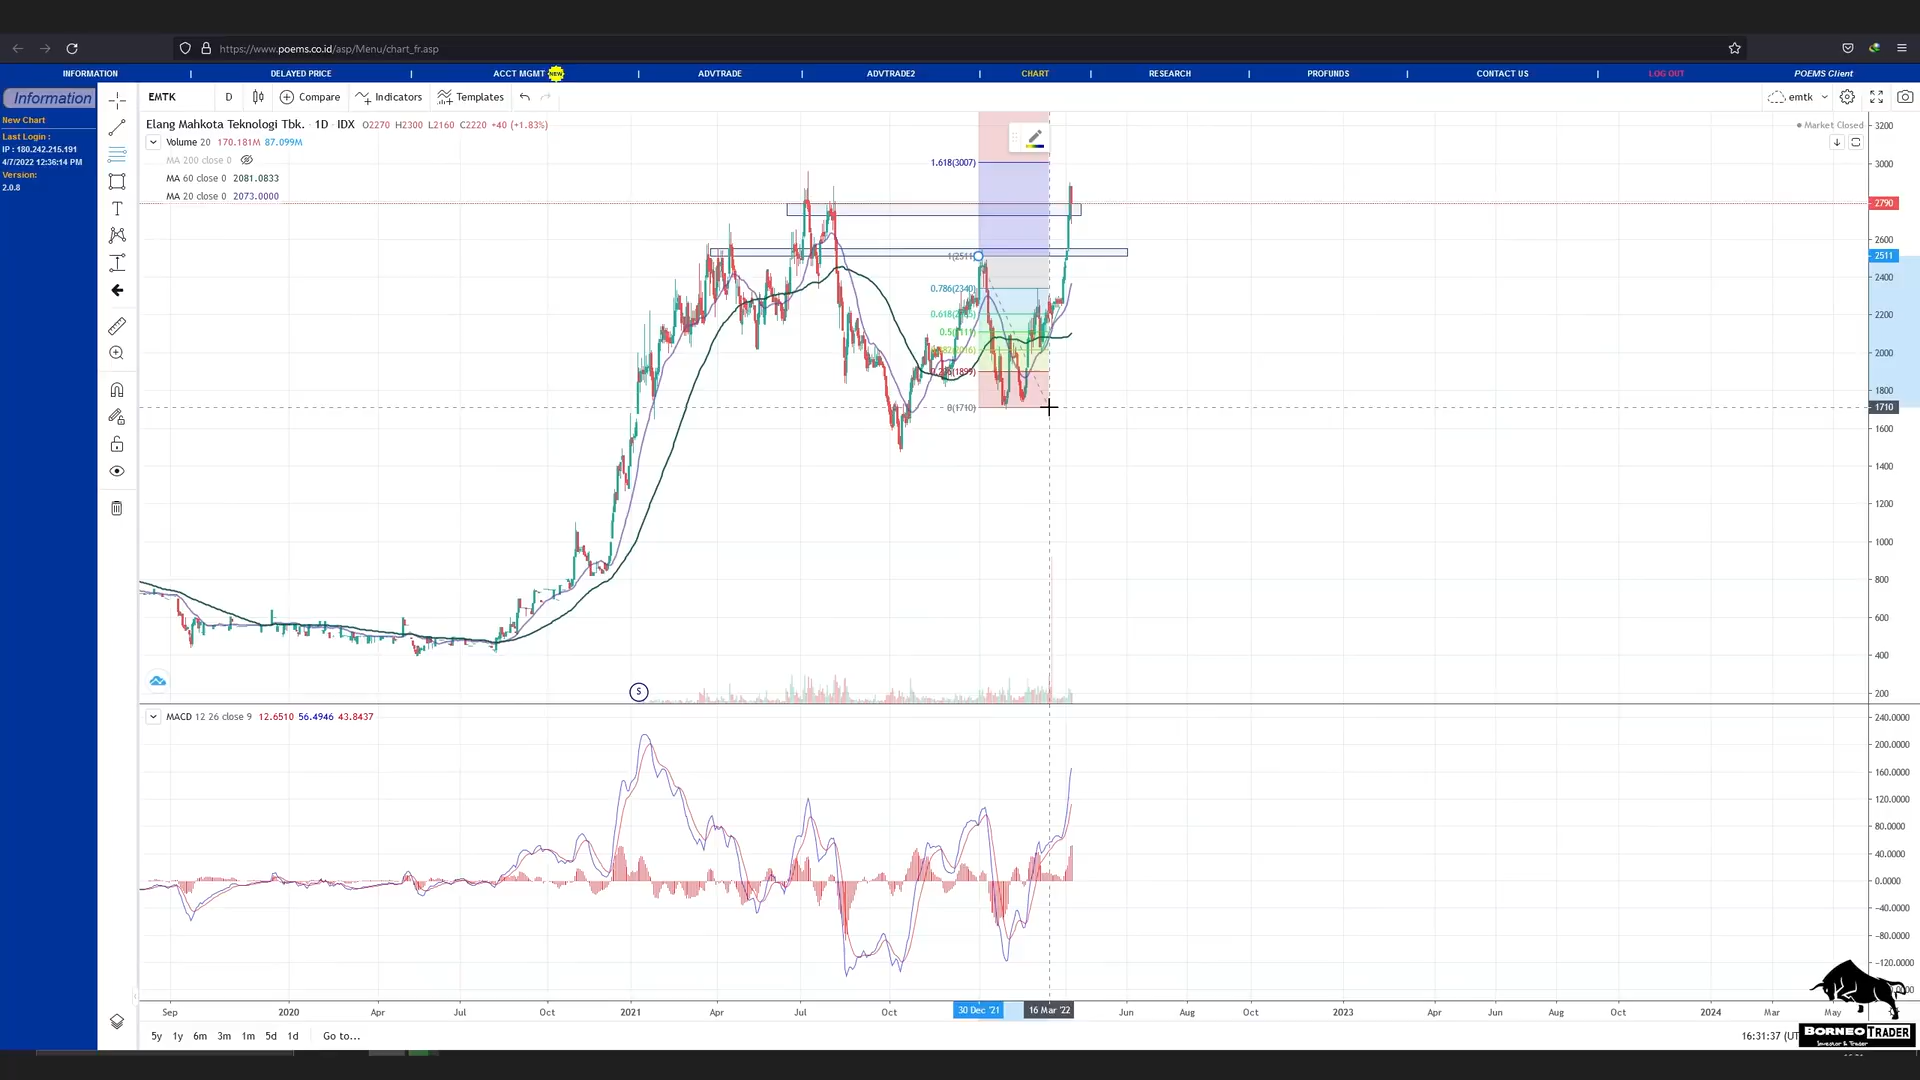 https://www.poems.co.id/asp/Menu/chart_fr.asp
INFORMATION | DELAYED PRICE | ACCT MGMT NEW | ADVTRADE | ADVTRADE2 | CHART | RESEARCH | PROFUNDS | CONTACT US | LOG OUT POEMS Client
Information
New Chart
Last Login :
IP : 180.242.215.191
4/7/2022 12:36:14 PM
Version:
2.0.8
EMTK D Compare Indicators Templates emtk
Elang Mahkota Teknologi Tbk. · 1D · IDX O2270 H2300 L2160 C2220 +40 (+1.83%)
Market Closed
Volume 20 170.181M 87.099M
MA 200 close 0
MA 60 close 0 2081.0833
MA 20 close 0 2073.0000
1.618(3007)
0.786(2340)
0(1710)
3200
3000
2790
2600
2511
2400
2200
2000
1800
1710
1600
1400
1200
1000
800
600
400
200
S
MACD 12 26 close 9 12.6510 56.4946 43.8437
240.0000
200.0000
160.0000
120.0000
80.0000
40.0000
0.0000
−40.0000
−80.0000
−120.0000
Sep 2020 Apr Jul Oct 2021 Apr Jul Oct 30 Dec '21 16 Mar '22 Jun Aug Oct 2023 Apr Jun Aug Oct 2024 Mar May
5y 1y 6m 3m 1m 5d 1d Go to... 16:31:37 (UT
BORNEO TRADER
Investor & Trader